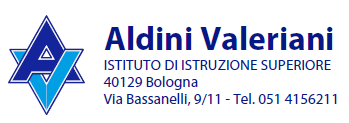 Aldini Valeriani
ISTITUTO DI ISTRUZIONE SUPERIORE
40129 Bologna
Via Bassanelli, 9/11 - Tel. 051 4156211